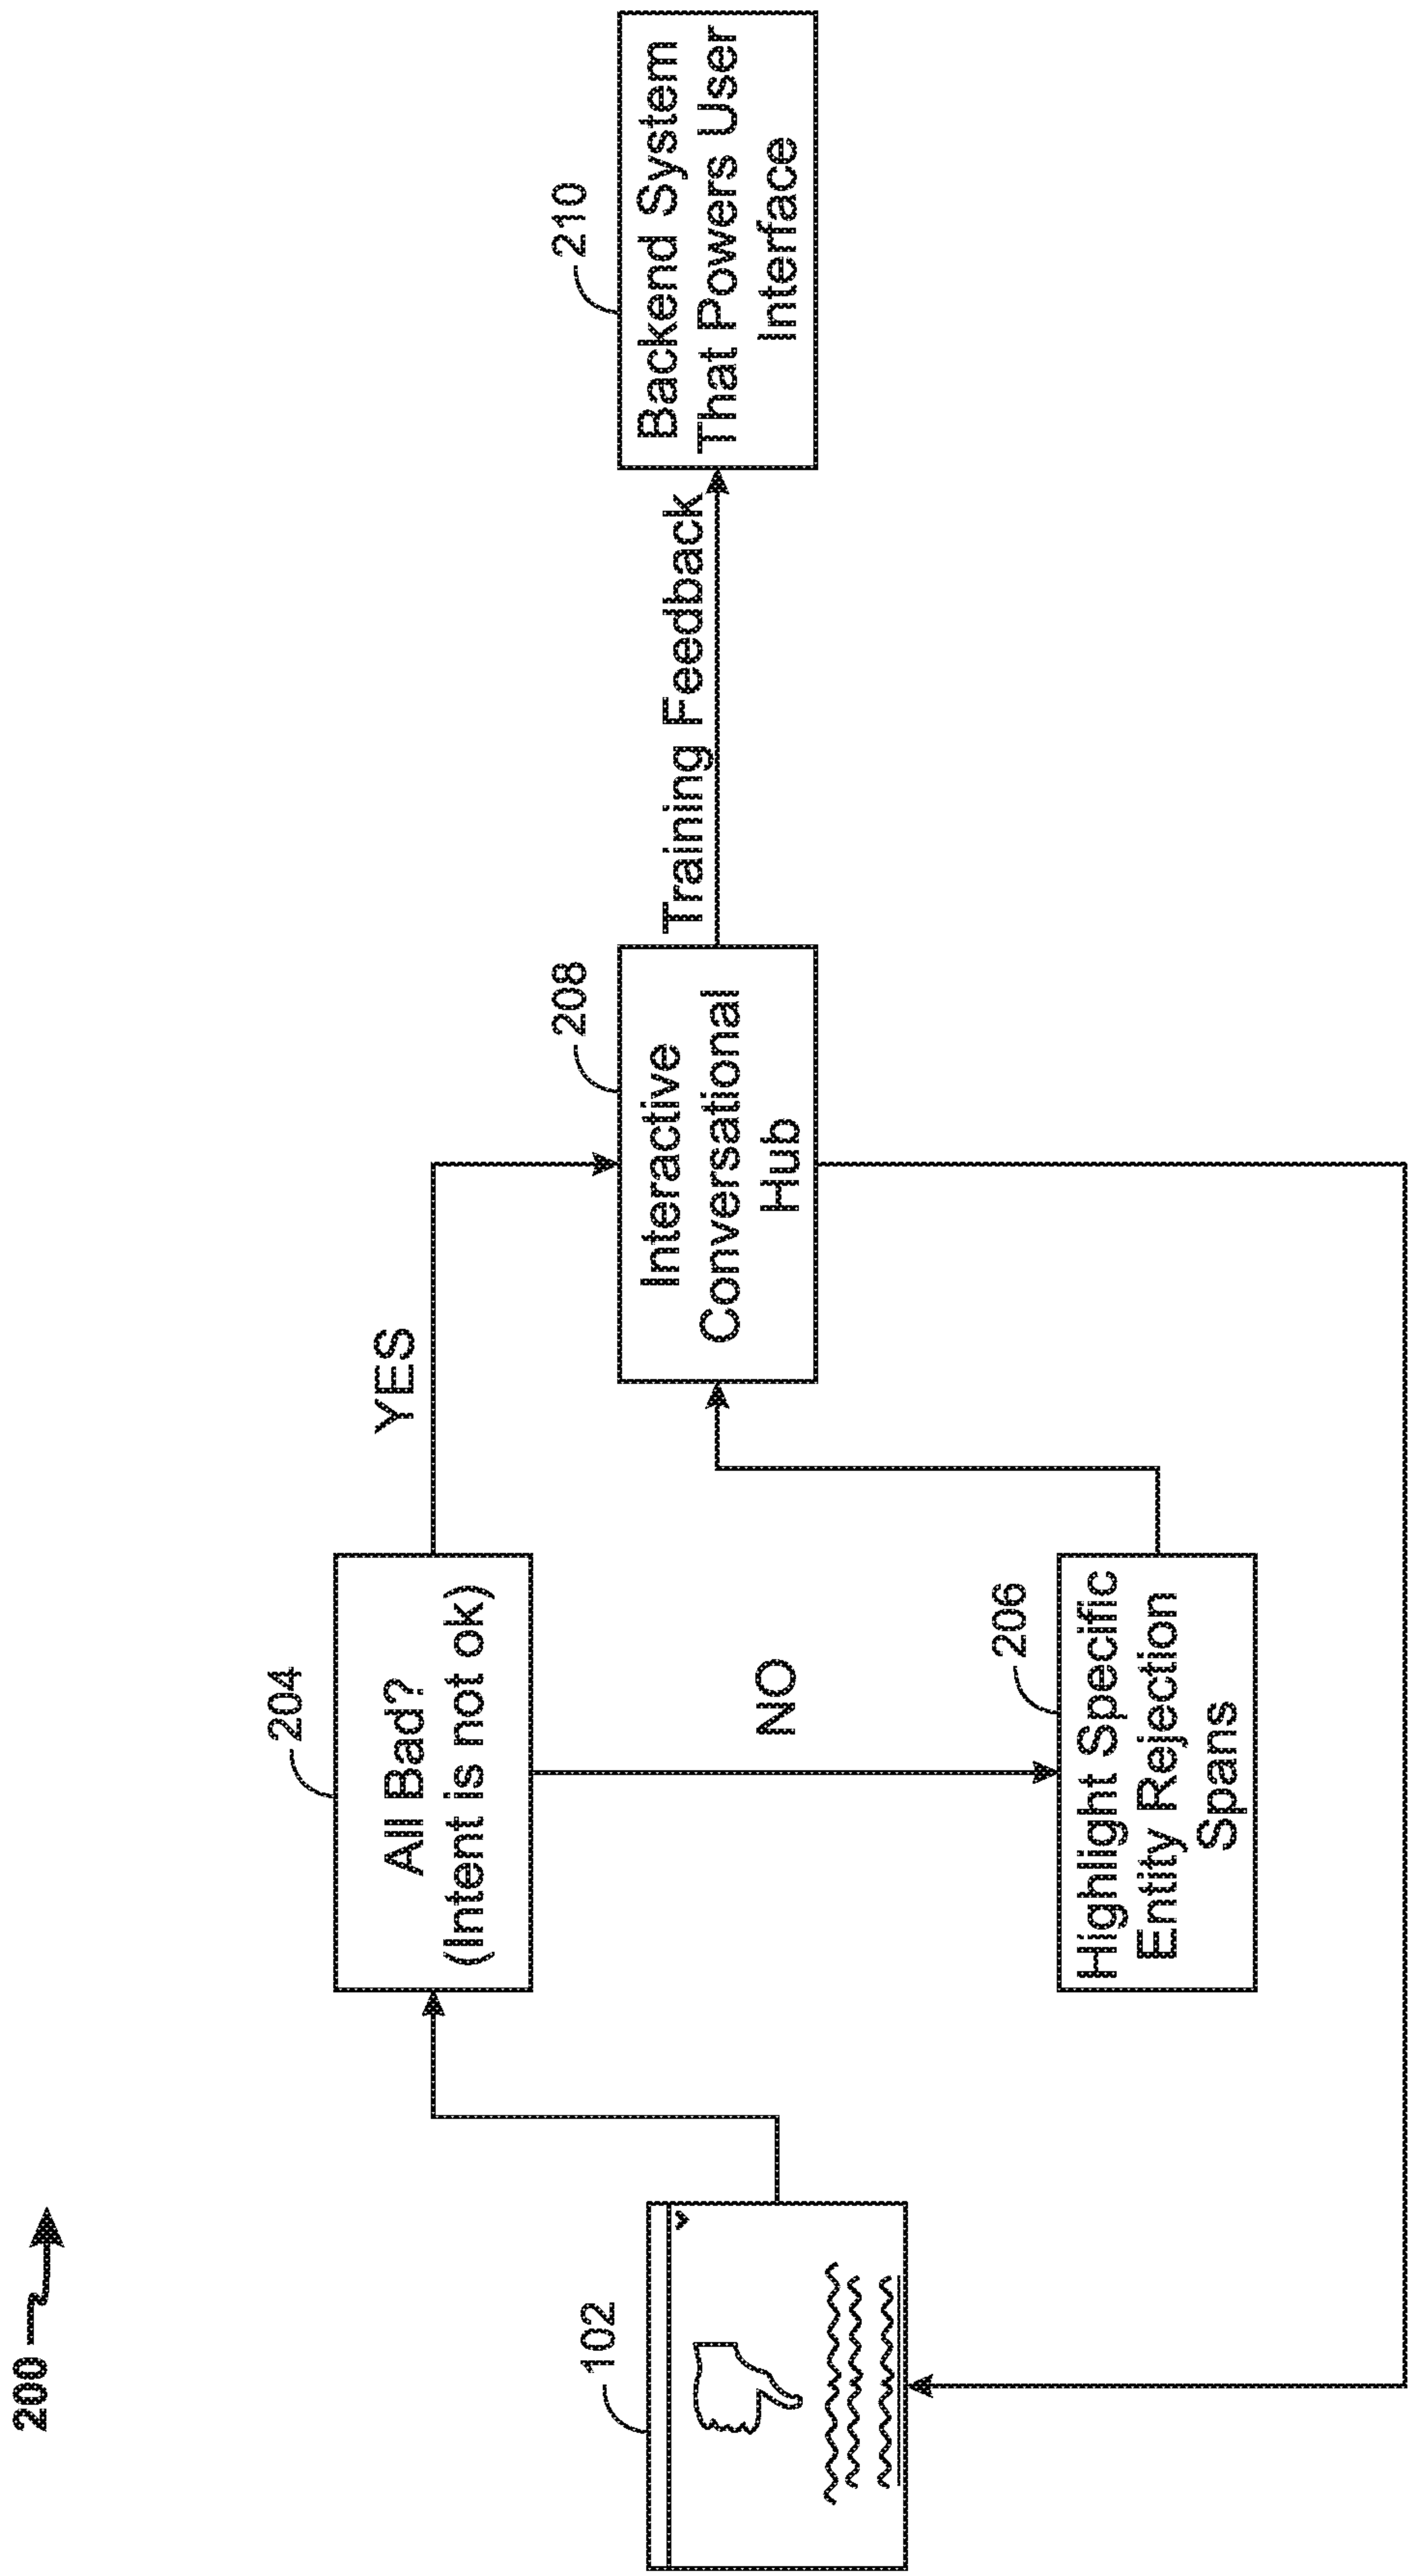 200
102
204
All Bad?
(Intent is not ok)
YES
NO
206
Highlight Specific
Entity Rejection
Spans
208
Interactive
Conversational
Hub
Training Feedback
210
Backend System
That Powers User
Interface